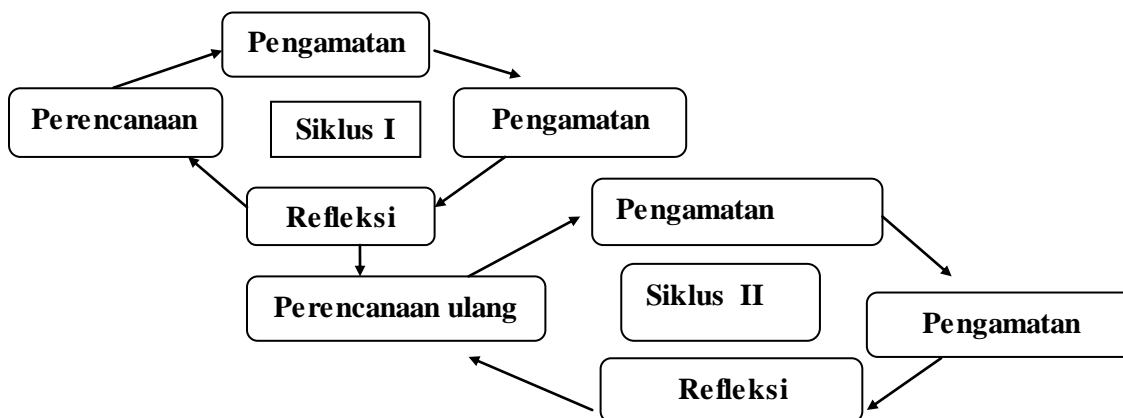 Pengamatan
Perencanaan
Siklus I
Pengamatan
Refleksi
Pengamatan
Perencanaan ulang
Siklus II
Pengamatan
Refleksi